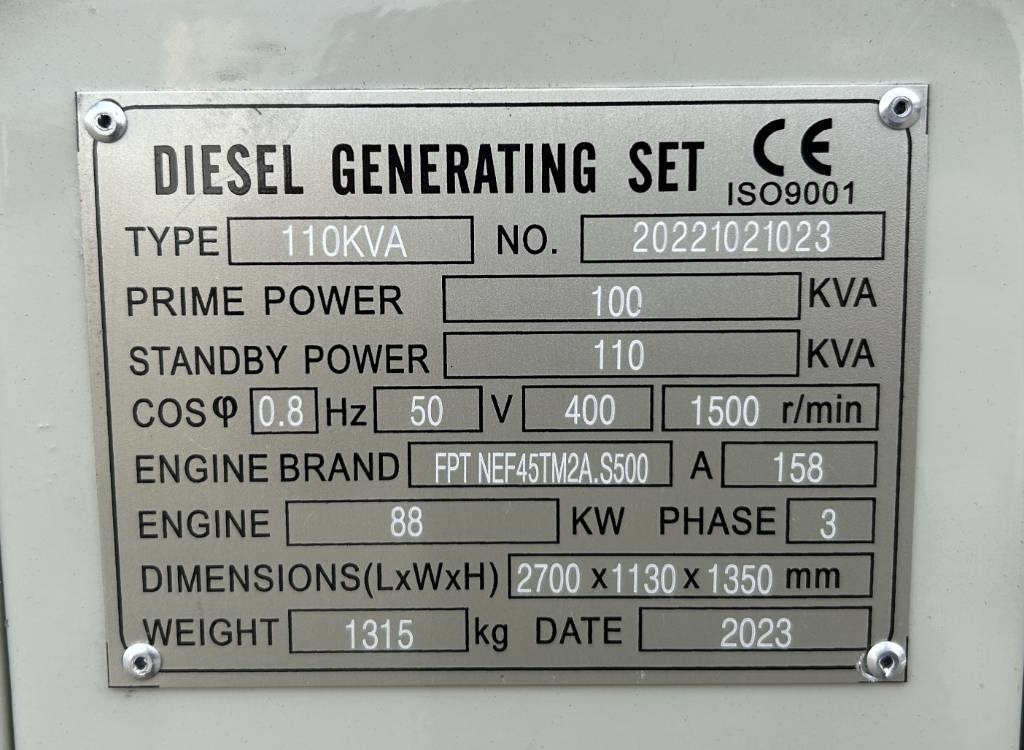 DIESEL GENERATING SET CE
ISO9001
TYPE 110KVA NO. 20221021023
PRIME POWER 100 KVA
STANDBY POWER 110 KVA
COSφ 0.8 Hz 50 V 400 1500 r/min
ENGINE BRAND FPT NEF45TM2A.S500 A 158
ENGINE 88 KW PHASE 3
DIMENSIONS(LxWxH) 2700 x1130 x 1350 mm
WEIGHT 1315 kg DATE 2023